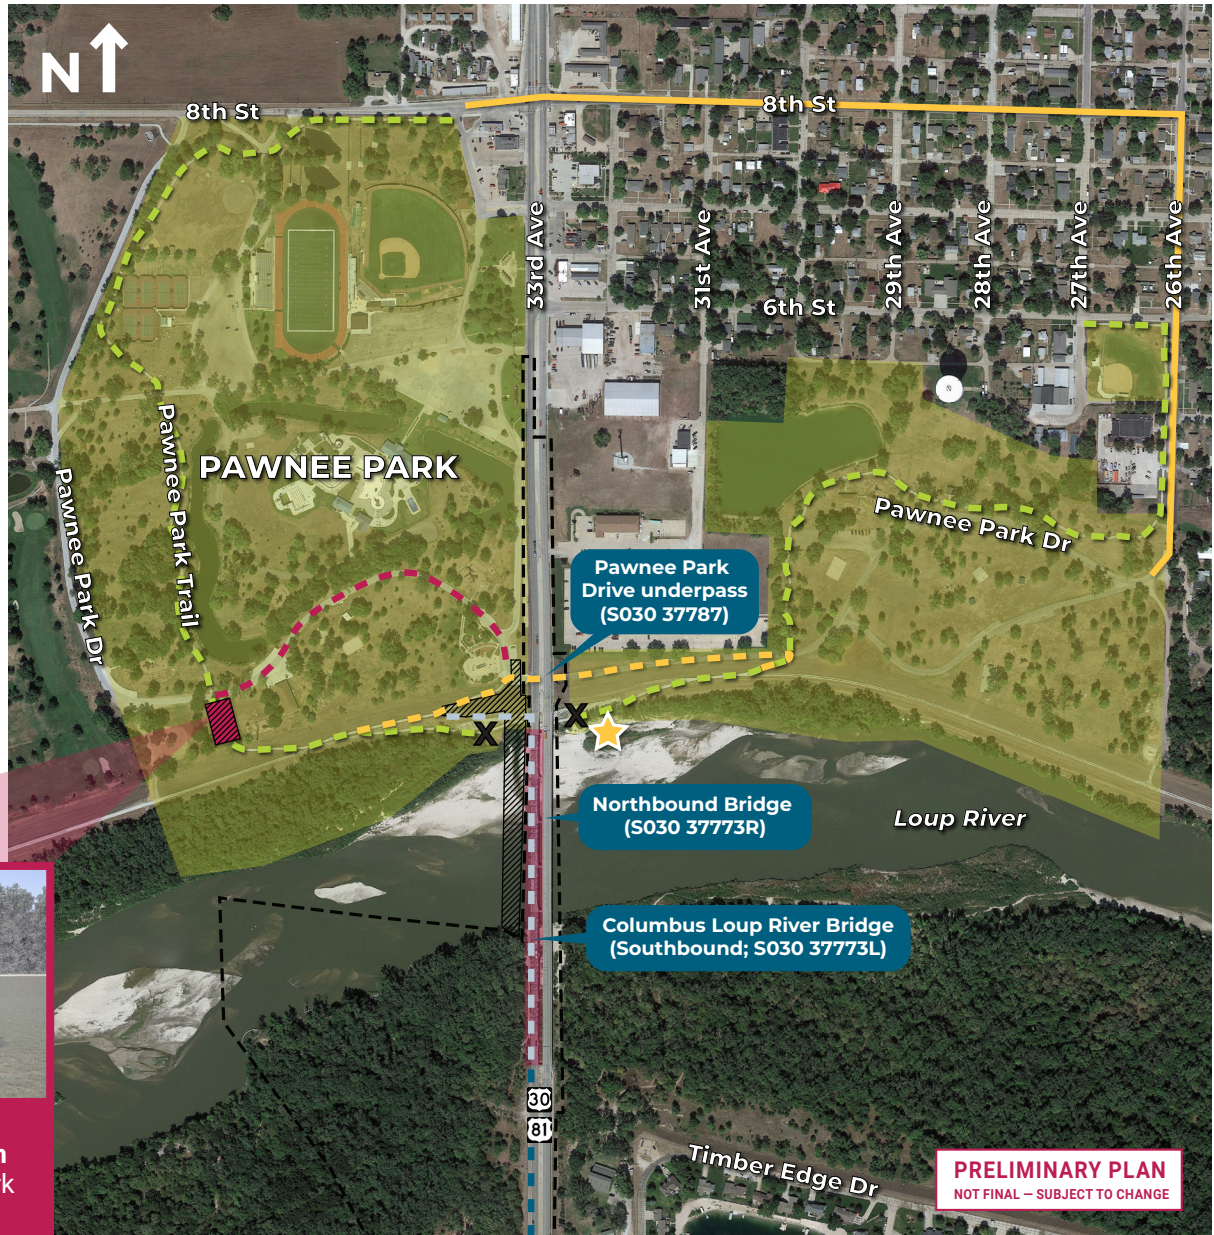 N
8th St
8th St
33rd Ave
31st Ave
29th Ave
28th Ave
27th Ave
26th Ave
6th St
PAWNEE PARK
Pawnee Park Trail
Pawnee Park Dr
Pawnee Park Dr
Pawnee Park
Drive underpass
(S030 37787)
X
X
Northbound Bridge
(S030 37773R)
Loup River
Columbus Loup River Bridge
(Southbound; S030 37773L)
30
81
Timber Edge Dr
PRELIMINARY PLAN
NOT FINAL – SUBJECT TO CHANGE